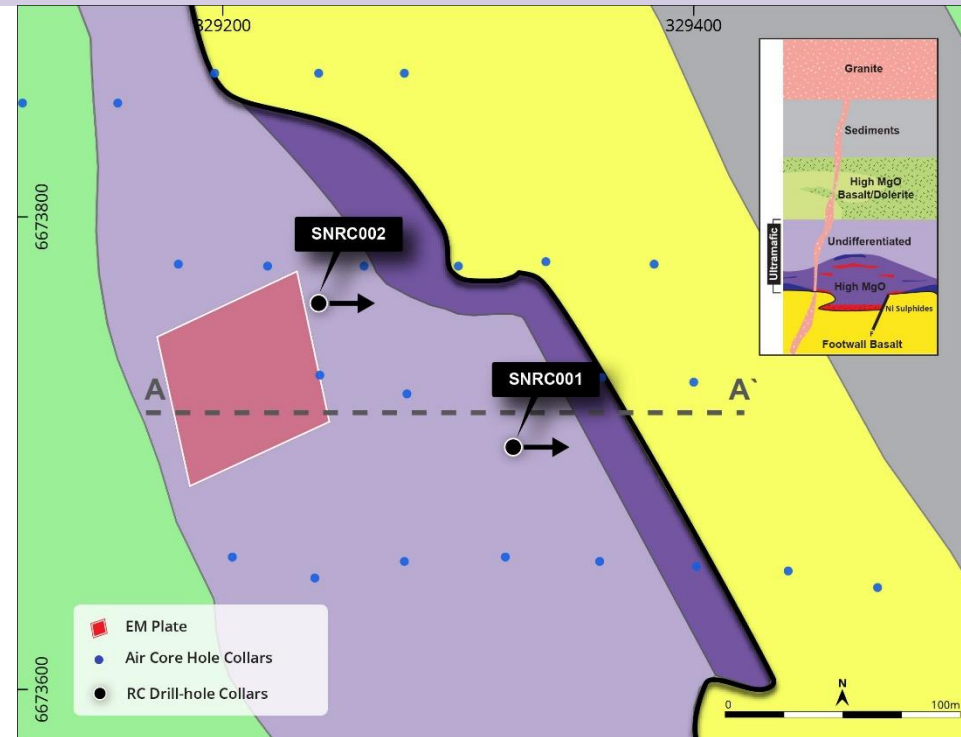 329200
329400
6673800
6673600
Granite
Sediments
High MgO
Basalt/Dolerite
Undifferentiated
Ultramafic
High MgO
Ni Sulphides
F
Footwall Basalt
SNRC002
SNRC001
A
A`
EM Plate
Air Core Hole Collars
RC Drill-hole Collars
N
0
100m